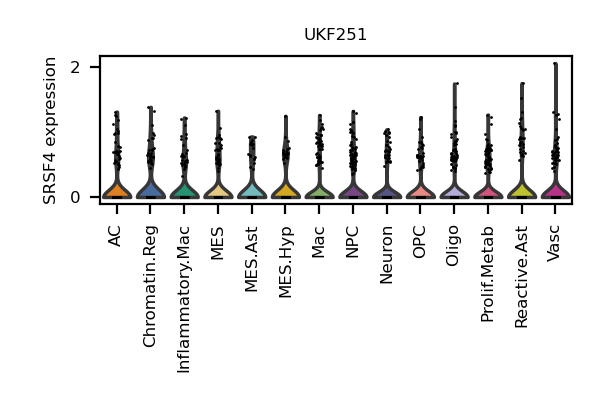 UKF251
SRSF4 expression
2
0
AC
Chromatin.Reg
Inflammatory.Mac
MES
MES.Ast
MES.Hyp
Mac
NPC
Neuron
OPC
Oligo
Prolif.Metab
Reactive.Ast
Vasc